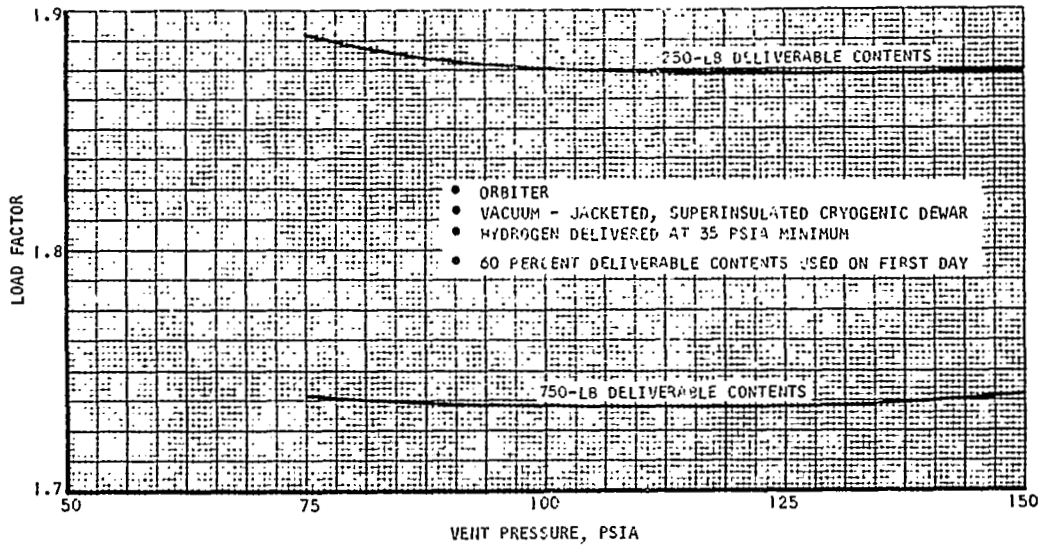 1.9
250-LB DELIVERABLE CONTENTS
• ORBITER
• VACUUM - JACKETED, SUPERINSULATED CRYOGENIC DEWAR
• HYDROGEN DELIVERED AT 35 PSIA MINIMUM
• 60 PERCENT DELIVERABLE CONTENTS USED ON FIRST DAY
1.8
LOAD FACTOR
750-LB DELIVERABLE CONTENTS
1.7
50 75 100 125 150
VENT PRESSURE, PSIA